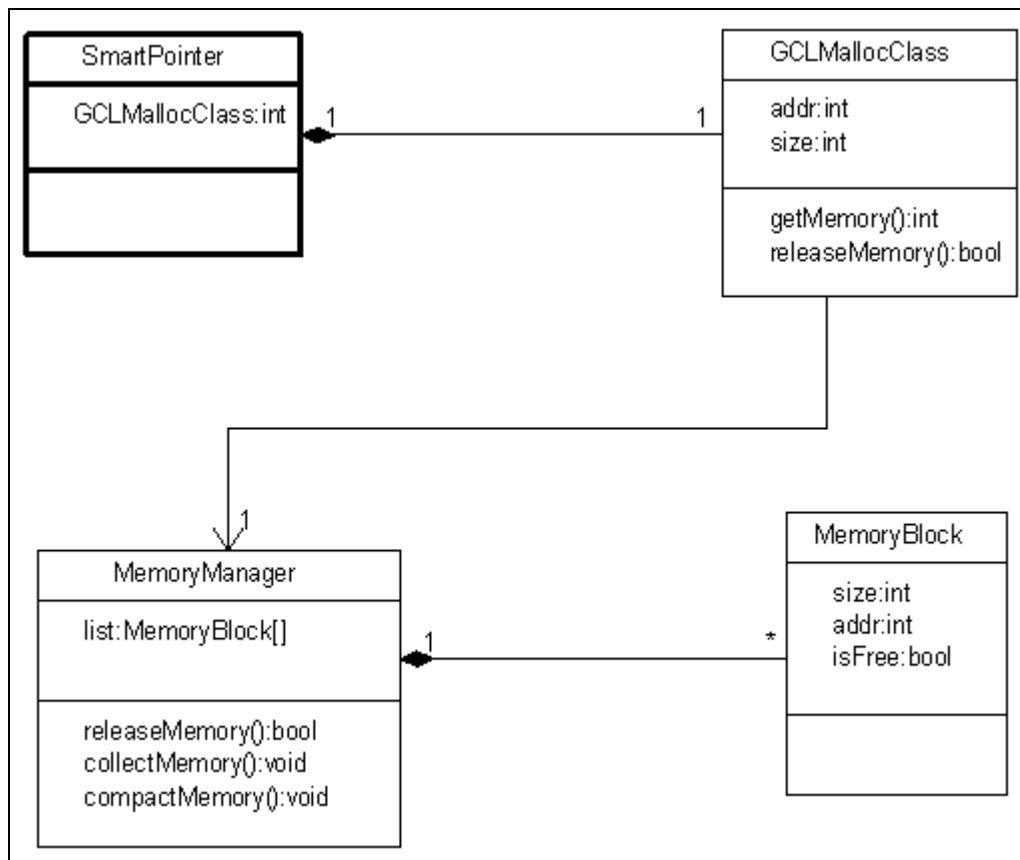 SmartPointer
GCLMallocClass:int
1
1
GCLMallocClass
addr:int
size:int
getMemory():int
releaseMemory():bool
1
MemoryManager
list:MemoryBlock[]
releaseMemory():bool
collectMemory():void
compactMemory():void
1
*
MemoryBlock
size:int
addr:int
isFree:bool